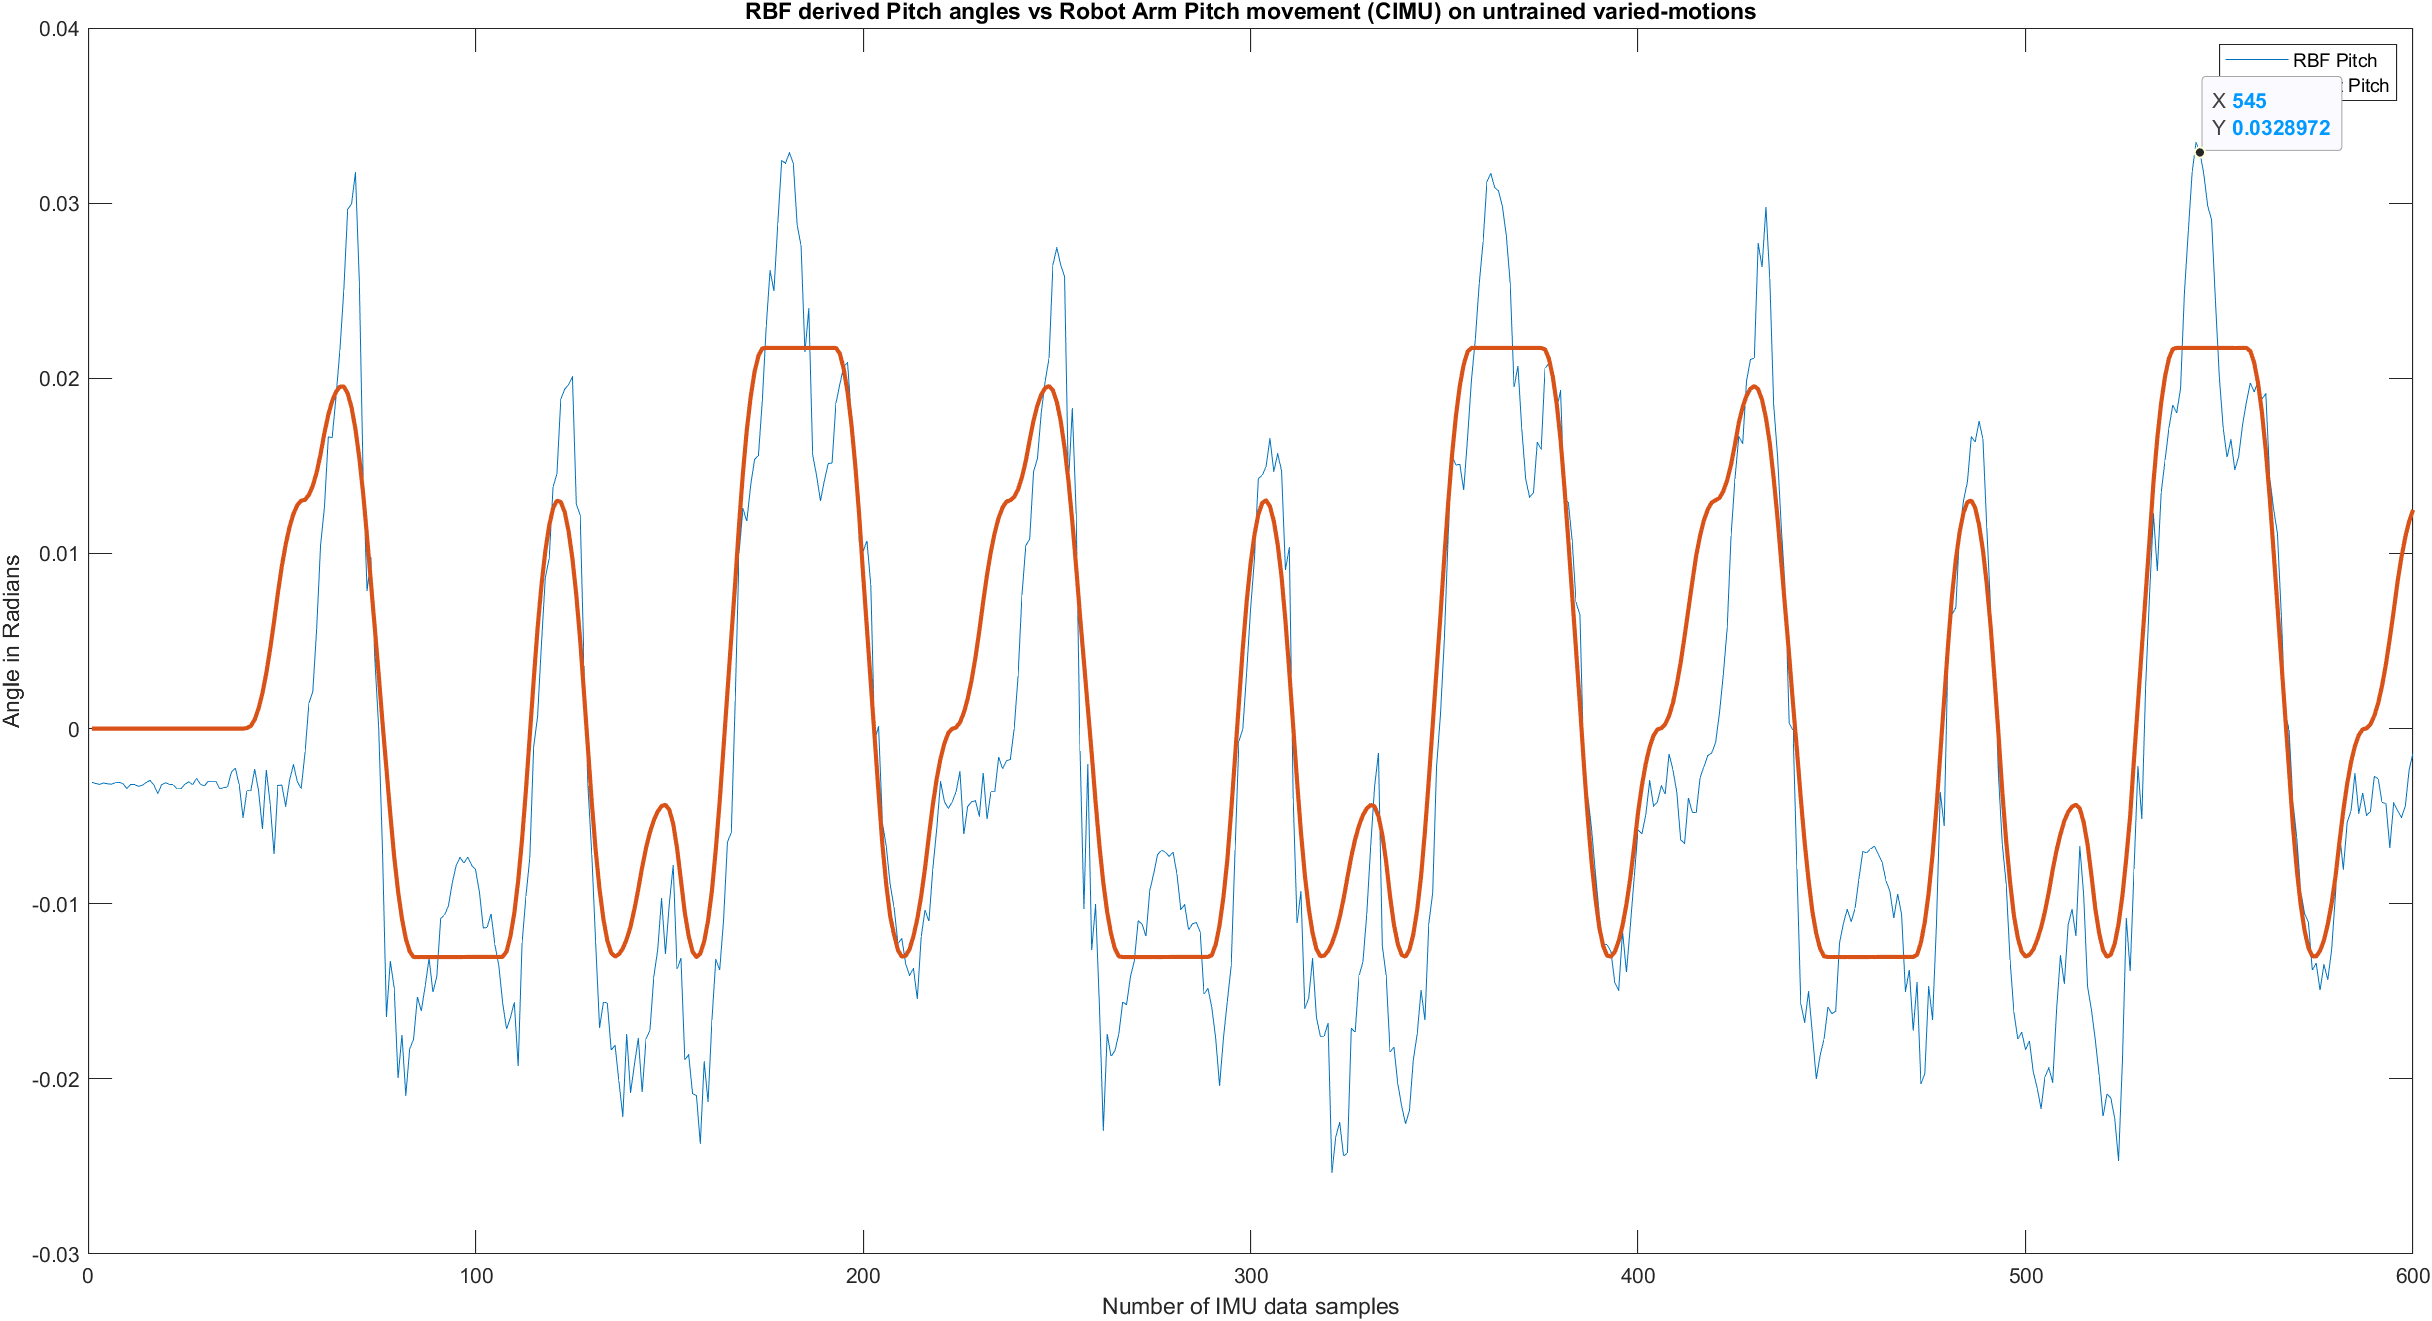 RBF derived Pitch angles vs Robot Arm Pitch movement (CIMU) on untrained varied-motions
0.04
0.03
0.02
0.01
0
-0.01
-0.02
-0.03
Angle in Radians
RBF Pitch
Pitch
X 545
Y 0.0328972
0 100 200 300 400 500 600
Number of IMU data samples